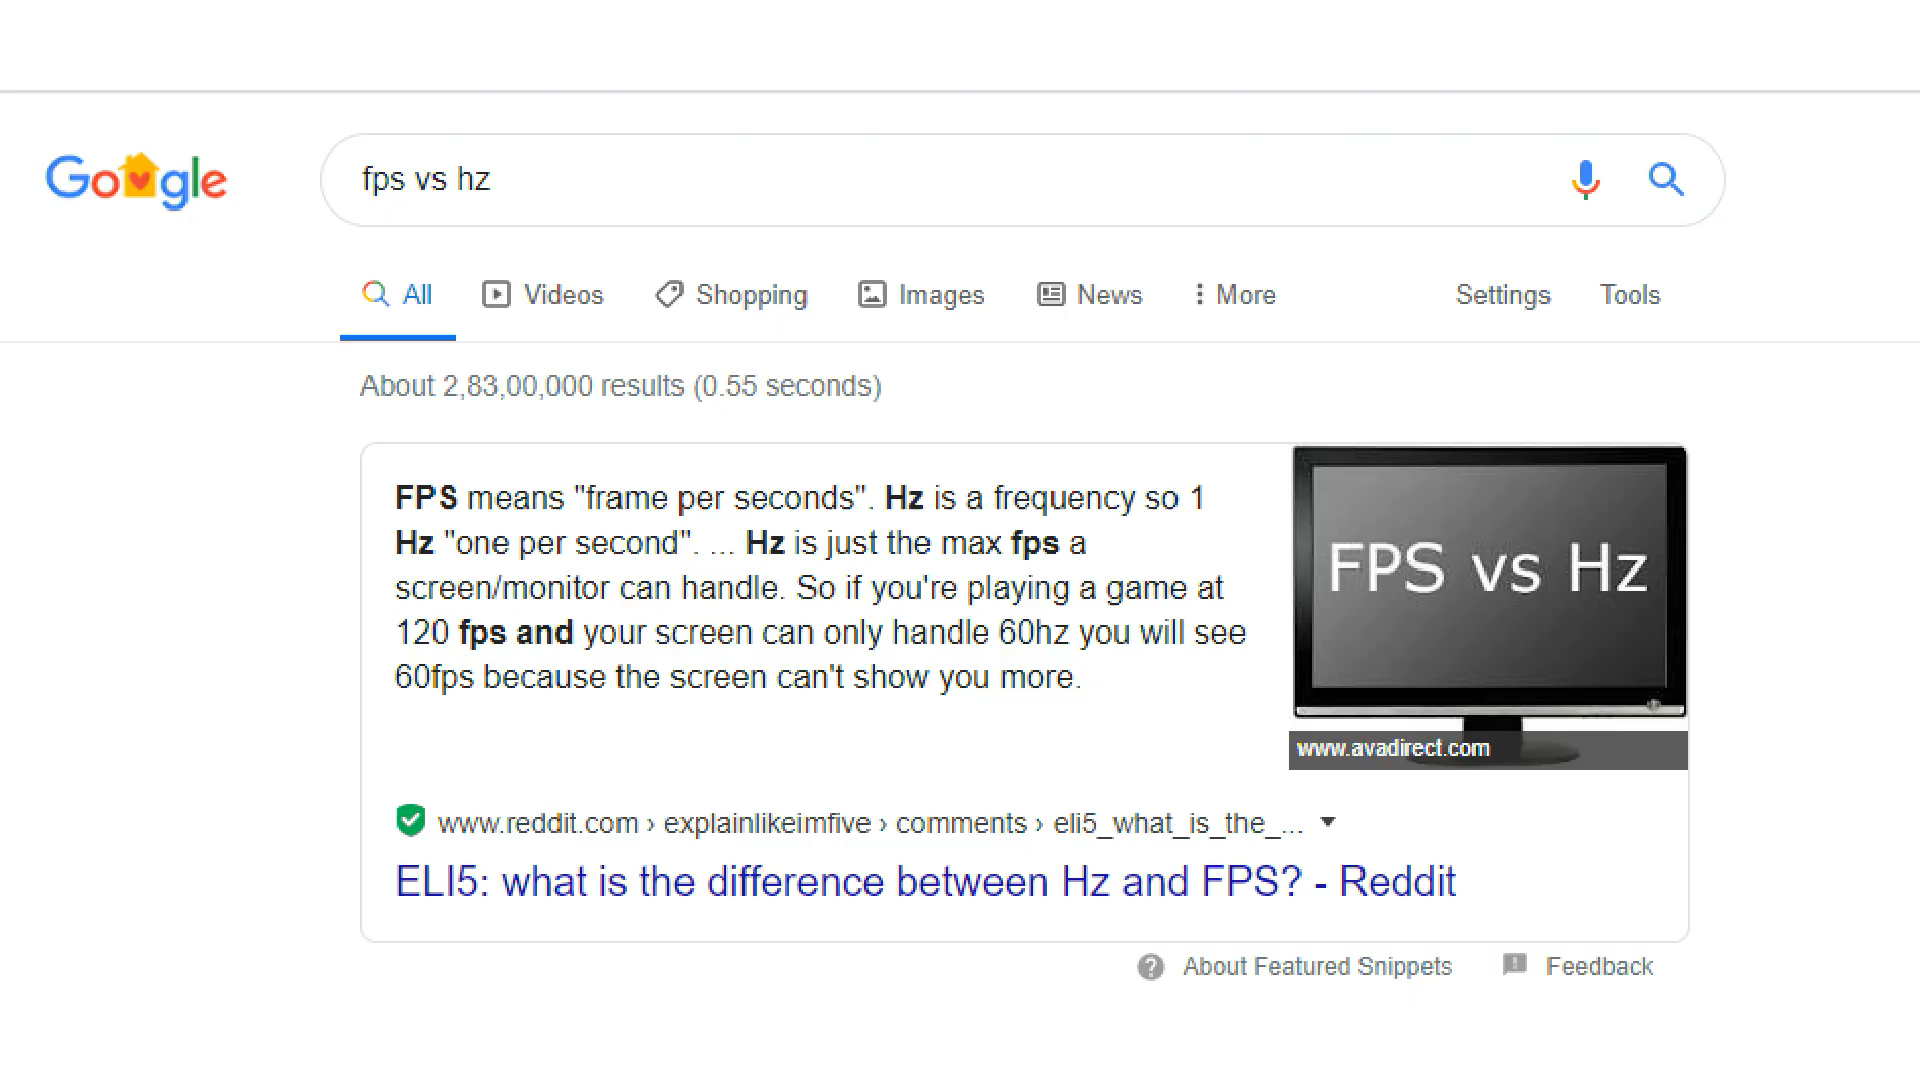 Google
fps vs hz
All Videos Shopping Images News More Settings Tools
About 2,83,00,000 results (0.55 seconds)
FPS means "frame per seconds". Hz is a frequency so 1
Hz "one per second". ... Hz is just the max fps a
screen/monitor can handle. So if you're playing a game at
120 fps and your screen can only handle 60hz you will see
60fps because the screen can't show you more.
FPS vs Hz
www.avadirect.com
www.reddit.com › explainlikeimfive › comments › eli5_what_is_the_...
ELI5: what is the difference between Hz and FPS? - Reddit
About Featured Snippets Feedback